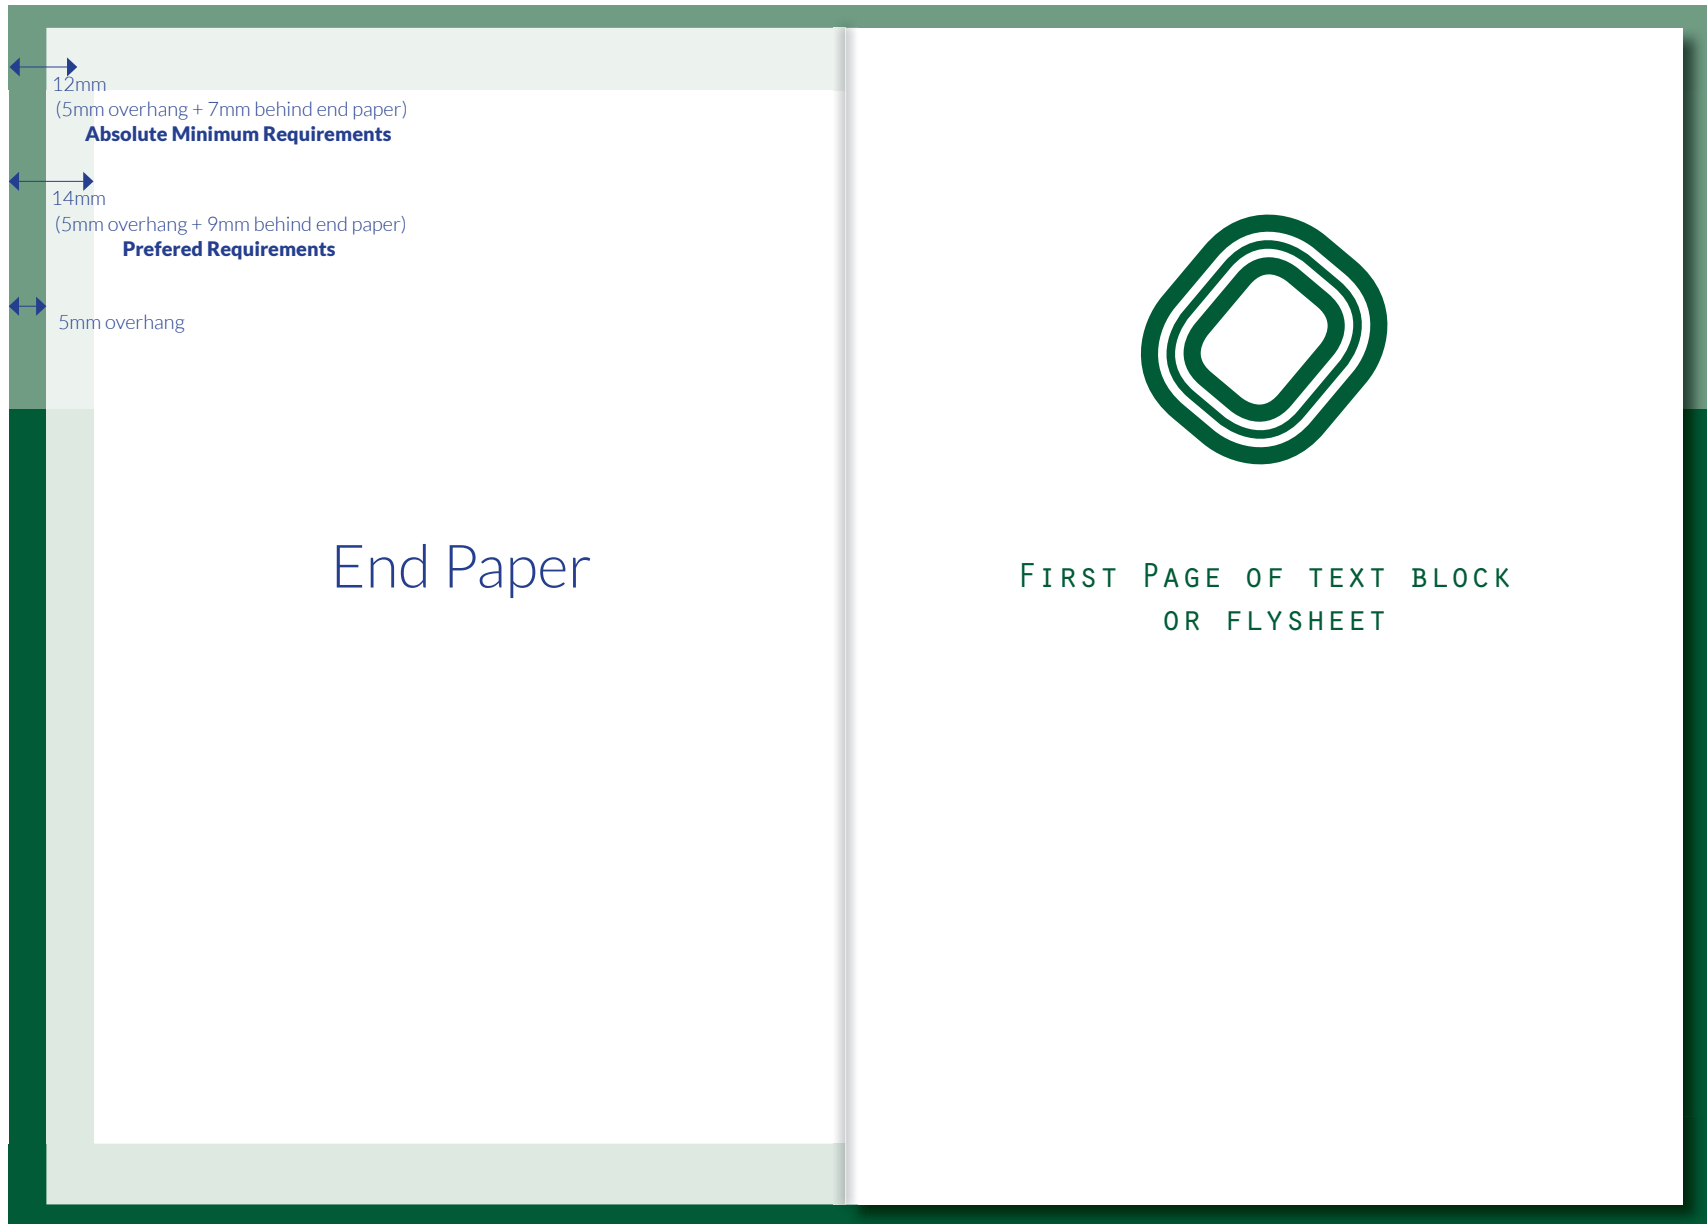 12mm
(5mm overhang + 7mm behind end paper)
Absolute Minimum Requirements
14mm
(5mm overhang + 9mm behind end paper)
Prefered Requirements
5mm overhang
End Paper
First Page of text block
or flysheet